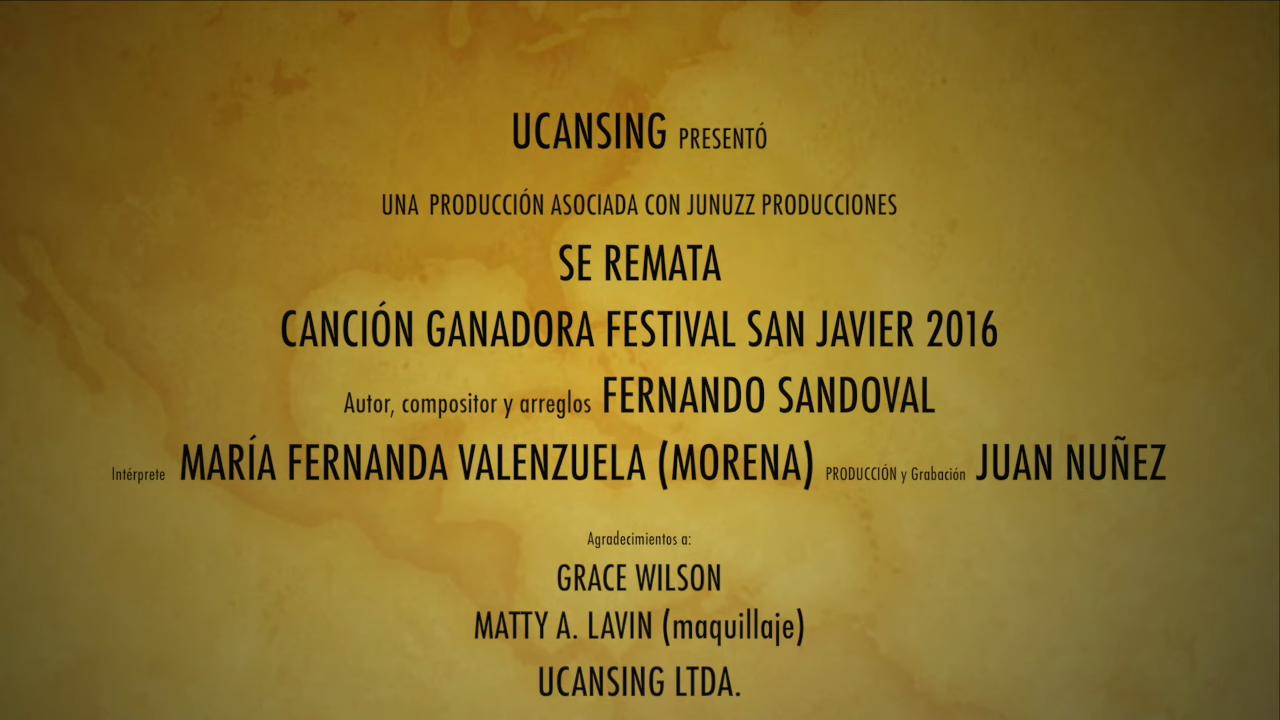 UCANSING PRESENTÓ
UNA PRODUCCIÓN ASOCIADA CON JUNUZZ PRODUCCIONES
SE REMATA
CANCIÓN GANADORA FESTIVAL SAN JAVIER 2016
Autor, compositor y arreglos FERNANDO SANDOVAL
Intérprete MARÍA FERNANDA VALENZUELA (MORENA) PRODUCCIÓN y Grabación JUAN NUÑEZ
Agradecimientos a:
GRACE WILSON
MATTY A. LAVIN (maquillaje)
UCANSING LTDA.